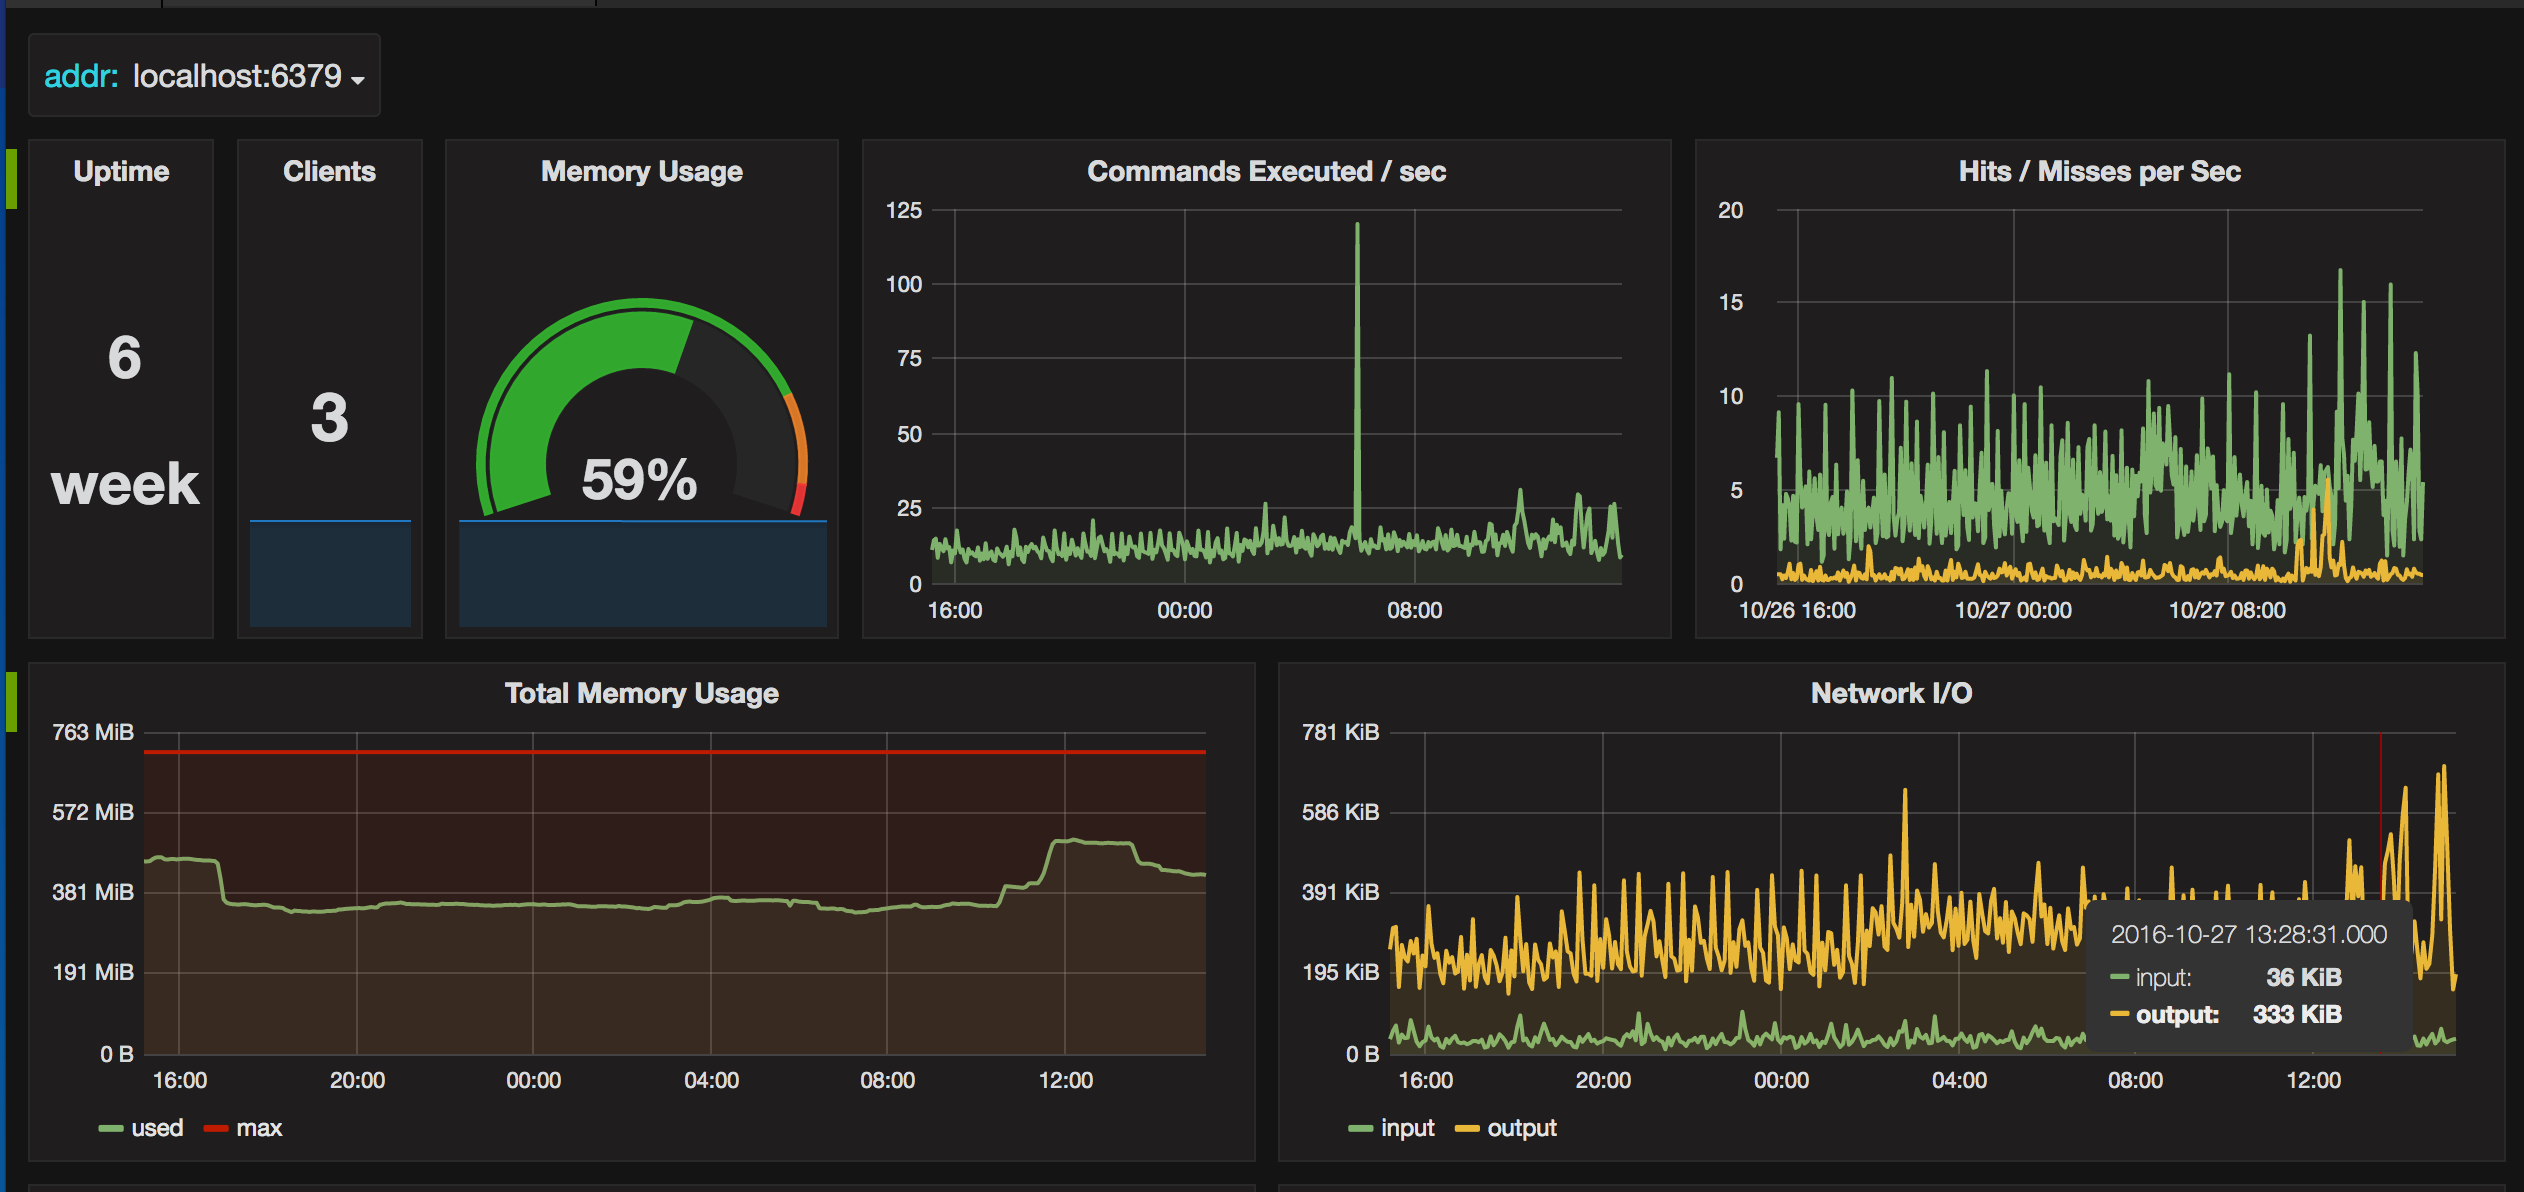 addr: localhost:6379
Uptime
6
week
Clients
3
Memory Usage
59%
Commands Executed / sec
125
100
75
50
25
0
16:00 00:00 08:00
Hits / Misses per Sec
20
15
10
5
0
10/26 16:00 10/27 00:00 10/27 08:00
Total Memory Usage
763 MiB
572 MiB
381 MiB
191 MiB
0 B
16:00 20:00 00:00 04:00 08:00 12:00
used max
Network I/O
781 KiB
586 KiB
391 KiB
195 KiB
0 B
16:00 20:00 00:00 04:00 08:00 12:00
2016-10-27 13:28:31.000
input: 36 KiB
output: 333 KiB
input output